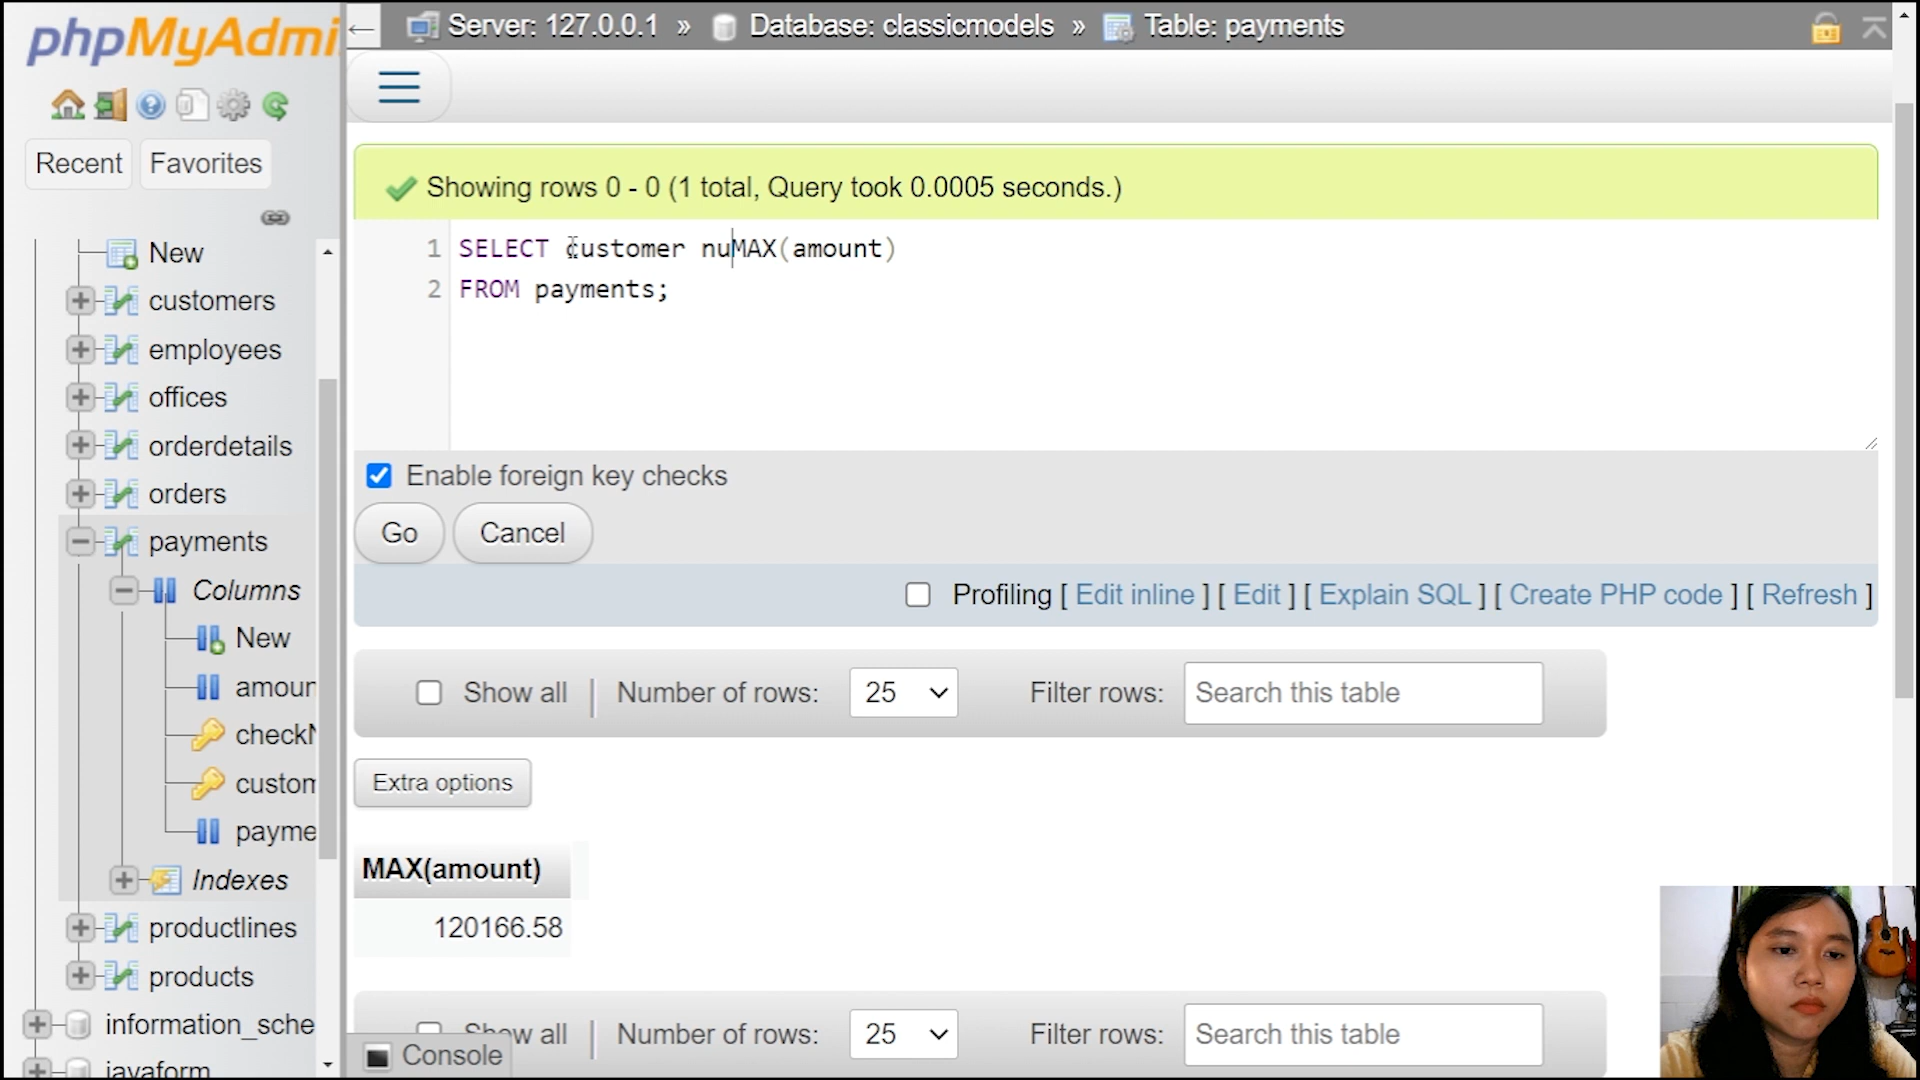 phpMyAdmi
Server: 127.0.0.1 » Database: classicmodels » Table: payments
Recent
Favorites
New
customers
employees
offices
orderdetails
orders
payments
Columns
New
amoun
checkN
custom
payme
Indexes
productlines
products
information_sche
javaform
Showing rows 0 - 0 (1 total, Query took 0.0005 seconds.)
1 SELECT customer nuMAX(amount)
2 FROM payments;
Enable foreign key checks
Go
Cancel
Profiling [ Edit inline ] [ Edit ] [ Explain SQL ] [ Create PHP code ] [ Refresh ]
Show all | Number of rows: 25 Filter rows: Search this table
Extra options
MAX(amount)
120166.58
Show all | Number of rows: 25 Filter rows: Search this table
Console